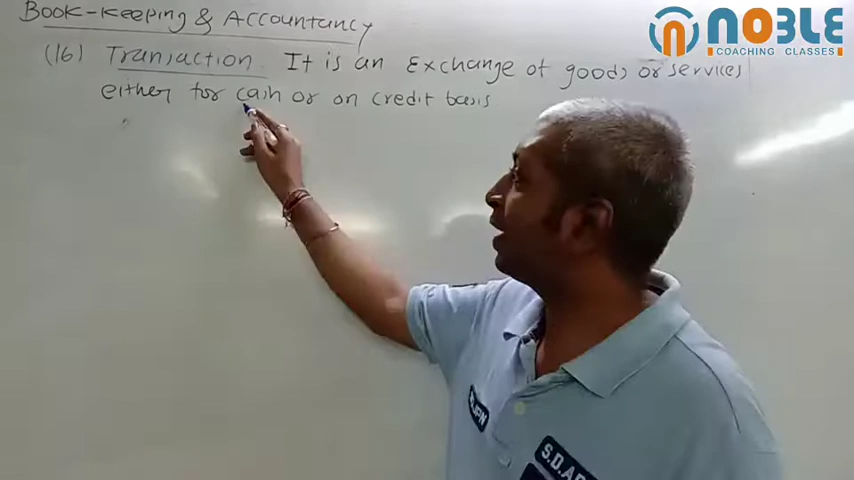 Book-Keeping & Accountancy
NOBLE
COACHING CLASSES
(16) Transaction It is an Exchange of goods or services
either for cash or on credit basis
S.D.A